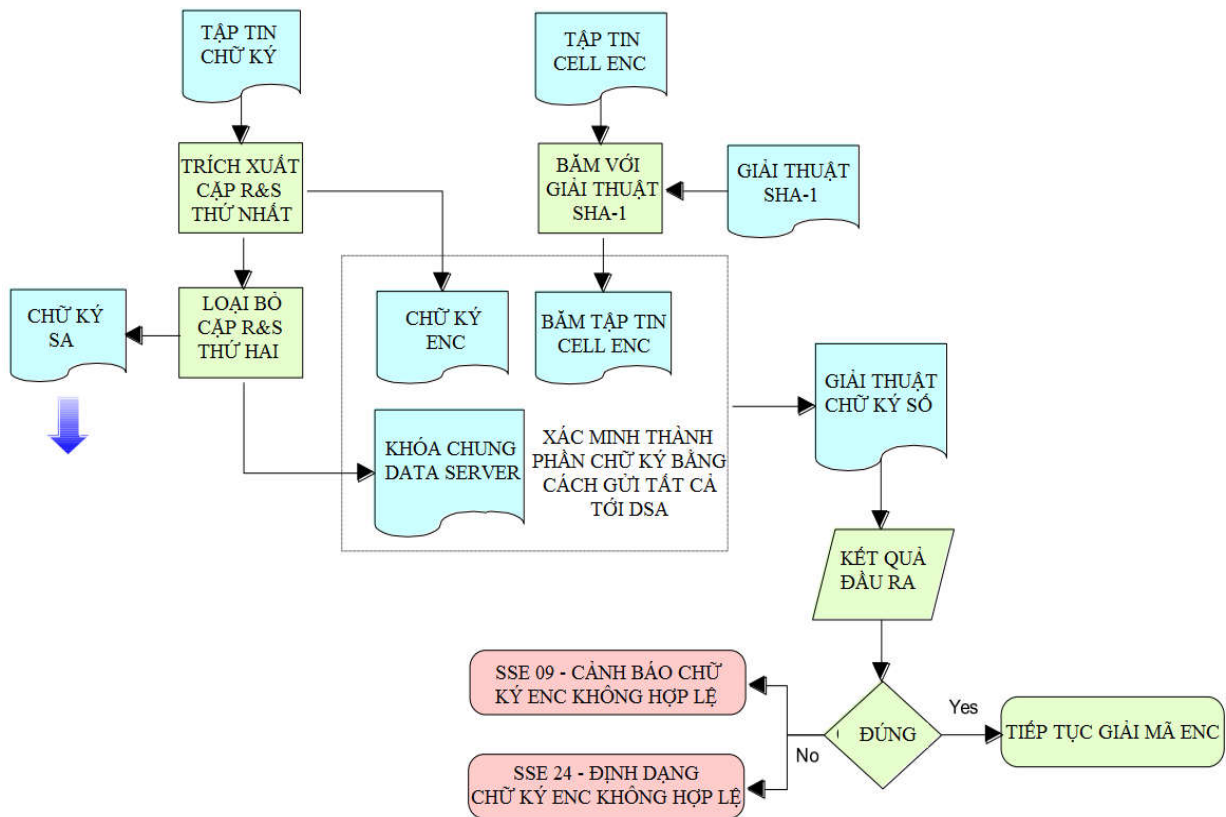 TẬP TIN
CHỮ KÝ
TẬP TIN
CELL ENC
TRÍCH XUẤT
CẶP R&S
THỨ NHẤT
BĂM VỚI
GIẢI THUẬT
SHA-1
GIẢI THUẬT
SHA-1
CHỮ KÝ
SA
LOẠI BỎ
CẶP R&S
THỨ HAI
CHỮ KÝ
ENC
BĂM TẬP TIN
CELL ENC
GIẢI THUẬT
CHỮ KÝ SỐ
KHÓA CHUNG
DATA SERVER
XÁC MINH THÀNH
PHẦN CHỮ KÝ BẰNG
CÁCH GỬI TẤT CẢ
TỚI DSA
KẾT QUẢ
ĐẦU RA
SSE 09 - CẢNH BÁO CHỮ
KÝ ENC KHÔNG HỢP LỆ
ĐÚNG
Yes
TIẾP TỤC GIẢI MÃ ENC
No
SSE 24 - ĐỊNH DẠNG
CHỮ KÝ ENC KHÔNG HỢP LỆ